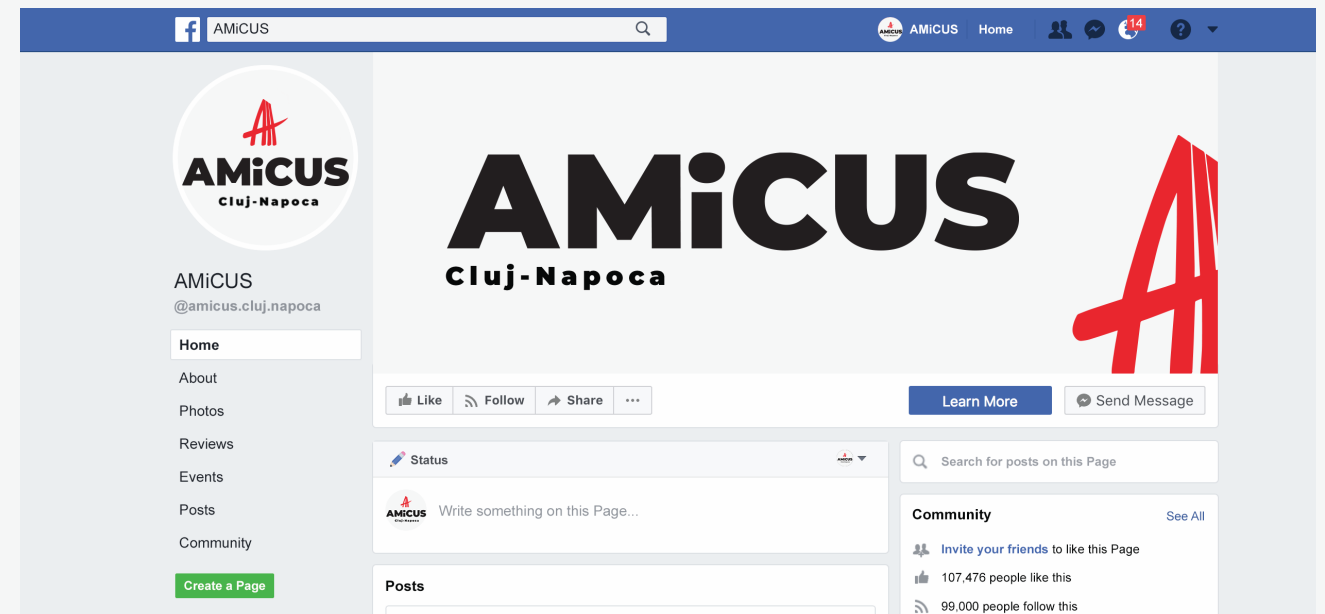 AMiCUS
AMiCUS
AMiCUS Home
14
?
AMiCUS
Cluj-Napoca
AMiCUS
@amicus.cluj.napoca
Home
About
Photos
Reviews
Events
Posts
Community
Create a Page
AMiCUS
Cluj-Napoca
Like Follow Share ...
Learn More Send Message
Status
AMiCUS
Cluj-Napoca
Write something on this Page...
Posts
Search for posts on this Page
Community See All
Invite your friends to like this Page
107,476 people like this
99,000 people follow this